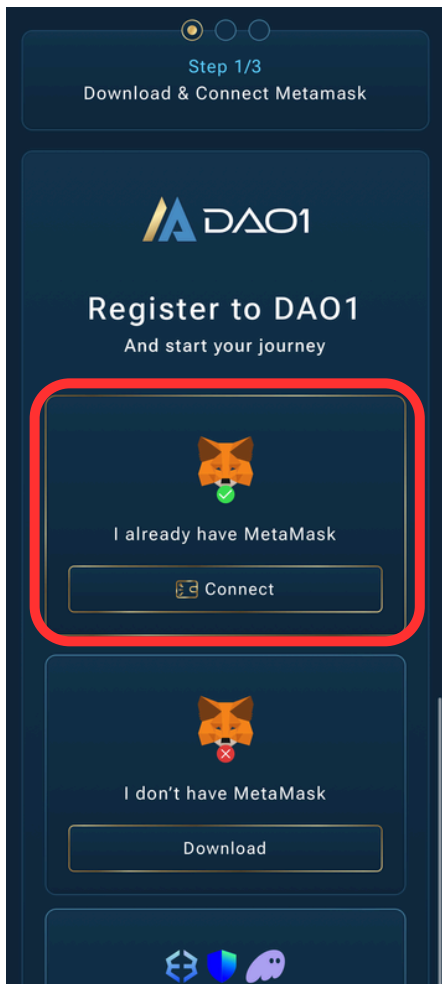 Step 1/3
Download & Connect Metamask
DAO1
Register to DAO1
And start your journey
I already have MetaMask
Connect
I don’t have MetaMask
Download